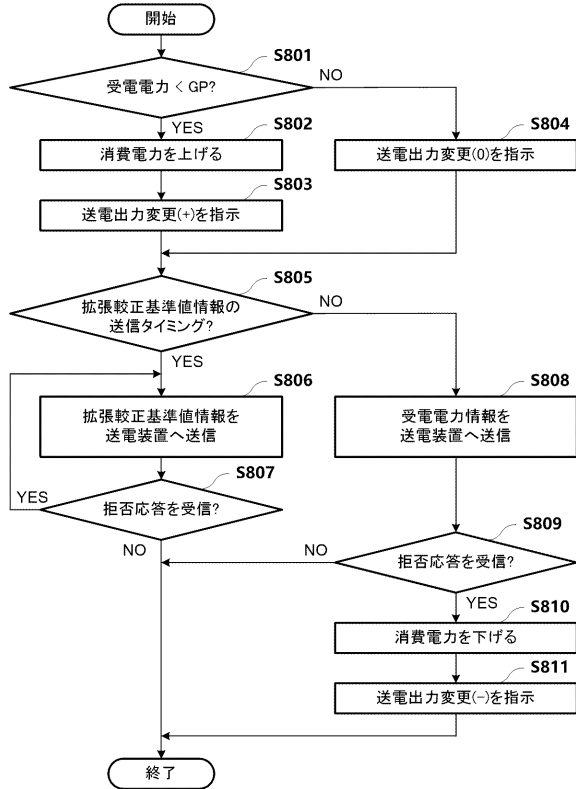 開始
S801
受電電力 < GP?
NO
YES
S802
消費電力を上げる
S804
送電出力変更(0)を指示
S803
送電出力変更(+)を指示
S805
拡張較正基準値情報の
送信タイミング?
NO
YES
S806
拡張較正基準値情報を
送電装置へ送信
S808
受電電力情報を
送電装置へ送信
S807
拒否応答を受信?
YES
NO
S809
拒否応答を受信?
NO
YES
S810
消費電力を下げる
S811
送電出力変更(−)を指示
終了